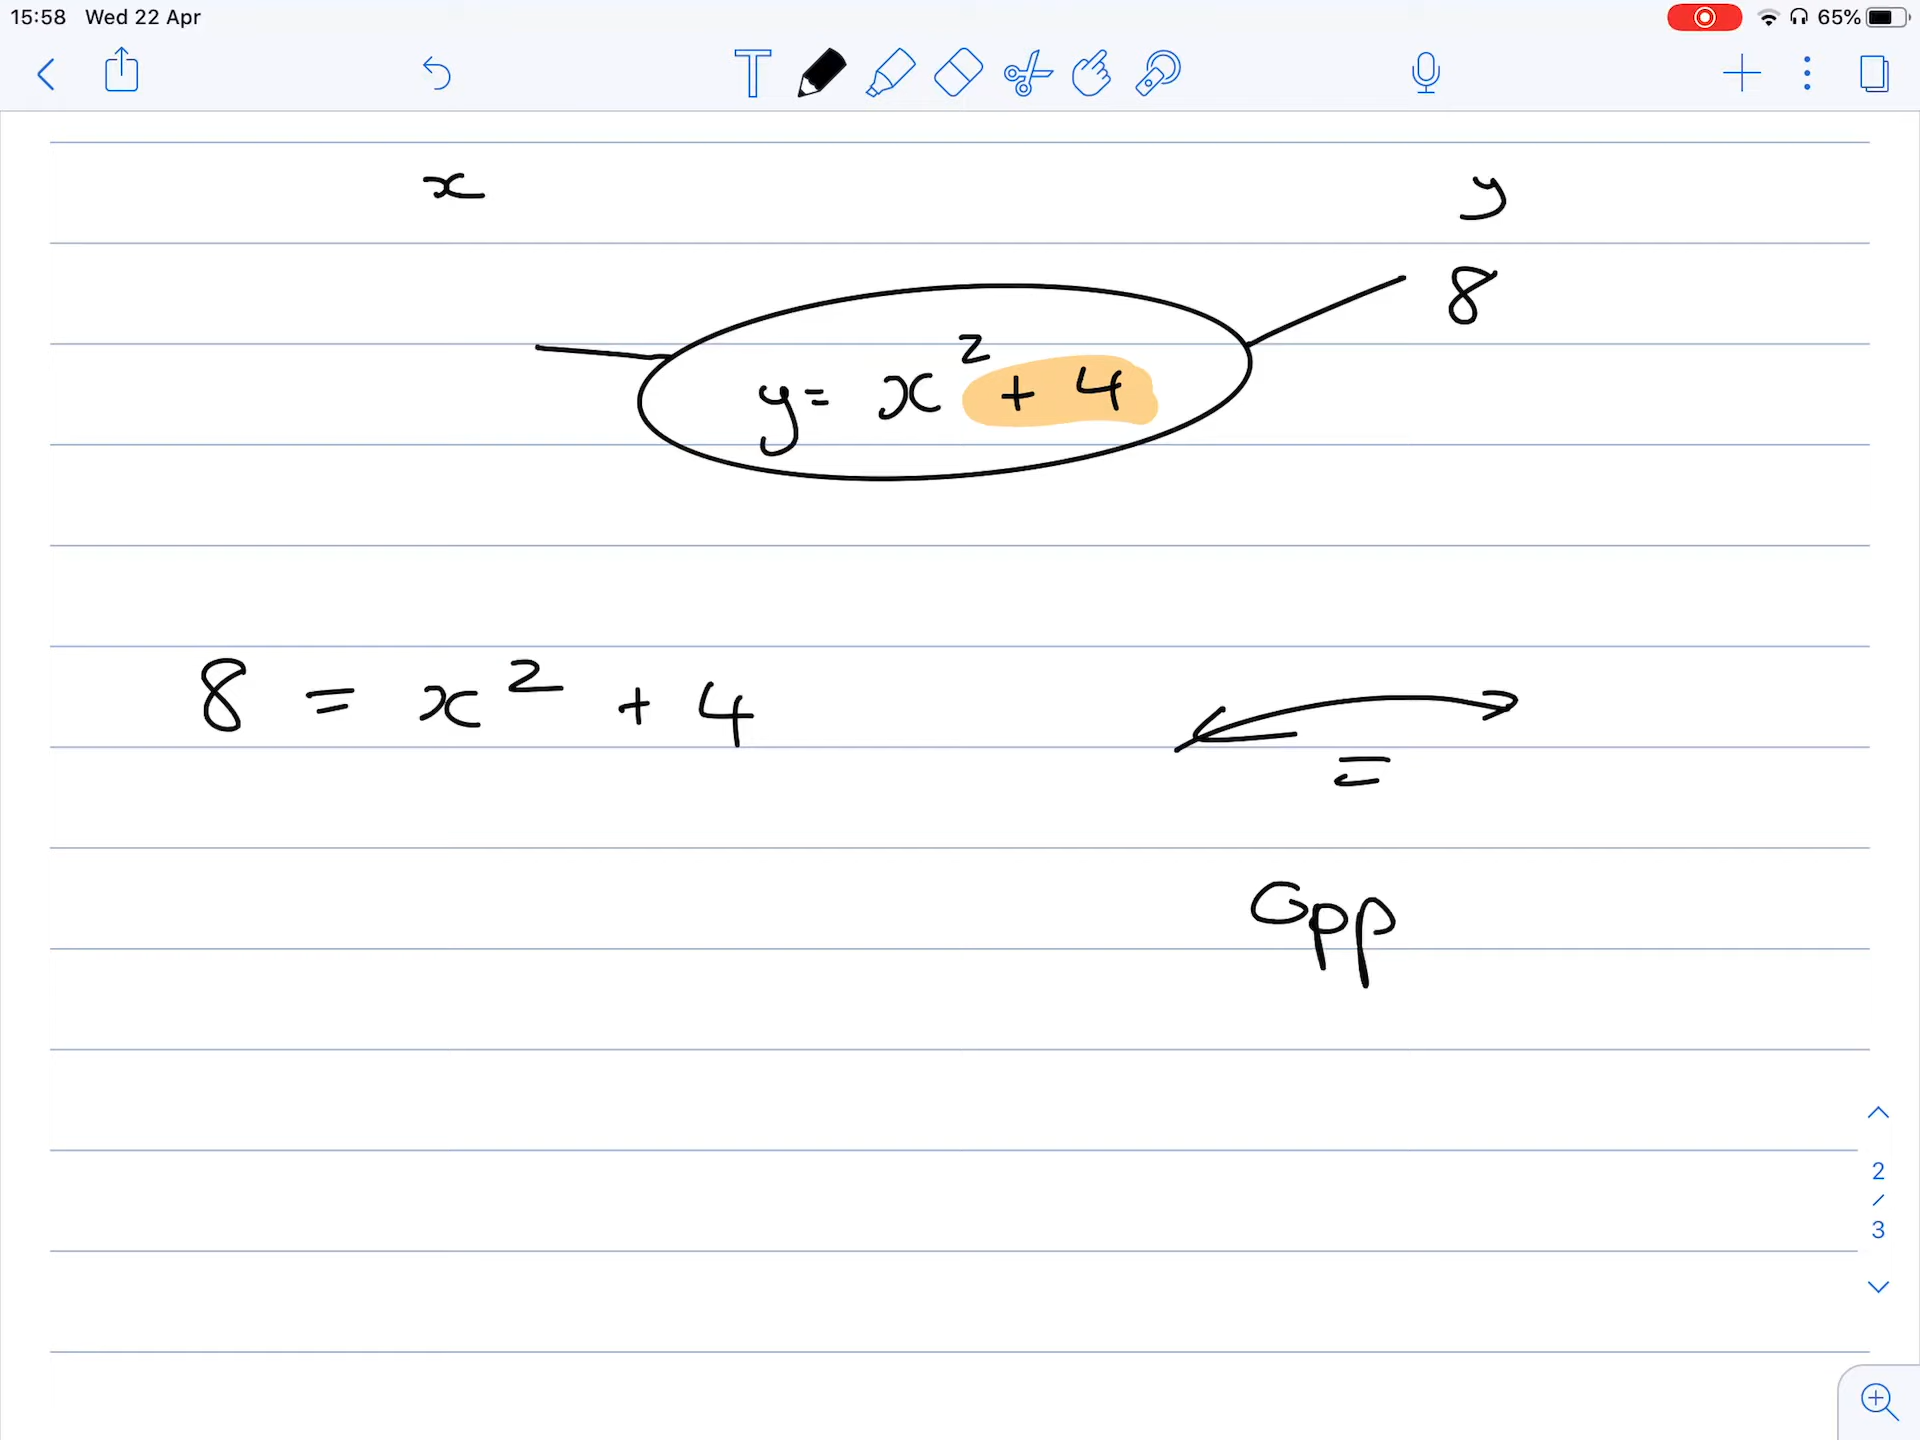 15:58 Wed 22 Apr 65%
T
x y
8
y = x² + 4
8 = x² + 4
=
Opp
2
/
3